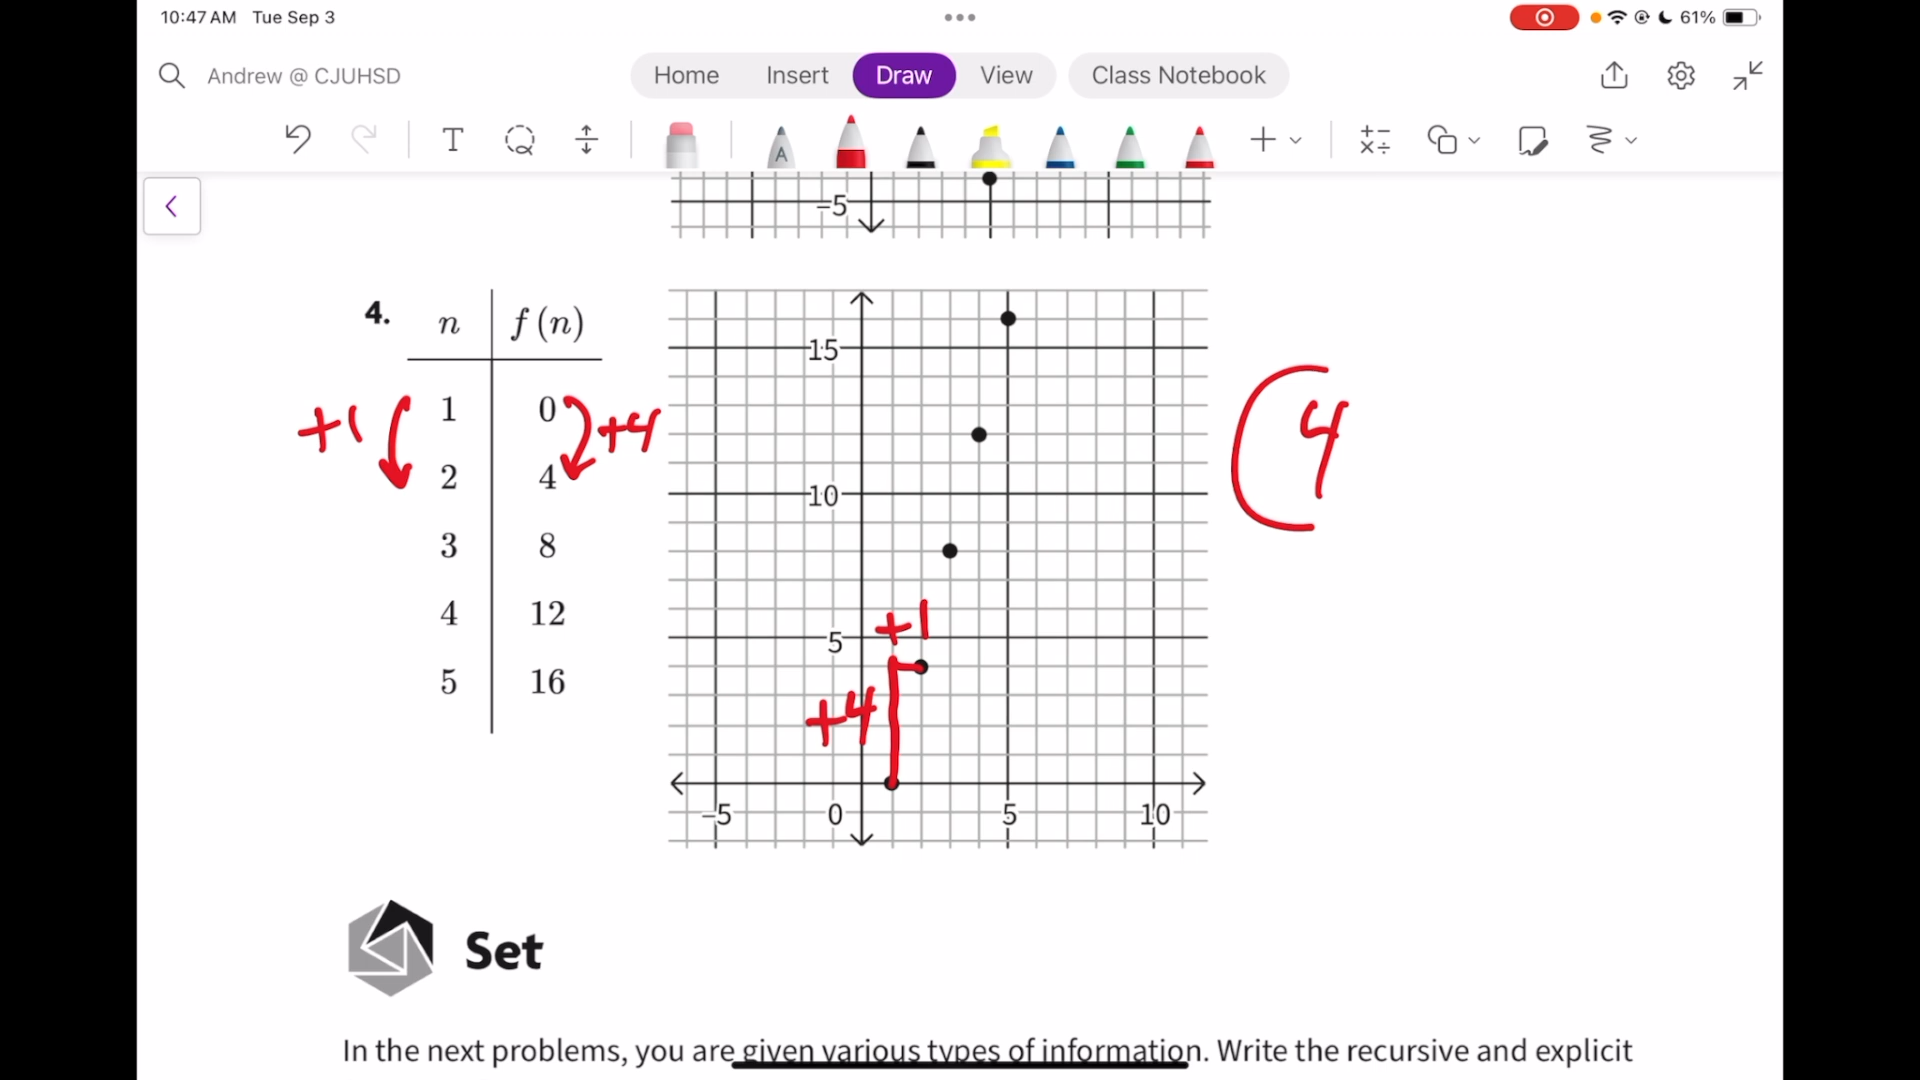 10:47 AM Tue Sep 3
61%
Andrew @ CJUHSD
Home Insert Draw View Class Notebook
T
A
-5
4. n f (n)
1 0
+1 +4
2 4
3 8
4 12
5 16
15
10
5
-5 0 5 10
+1
+4
(4
Set
In the next problems, you are given various types of information. Write the recursive and explicit